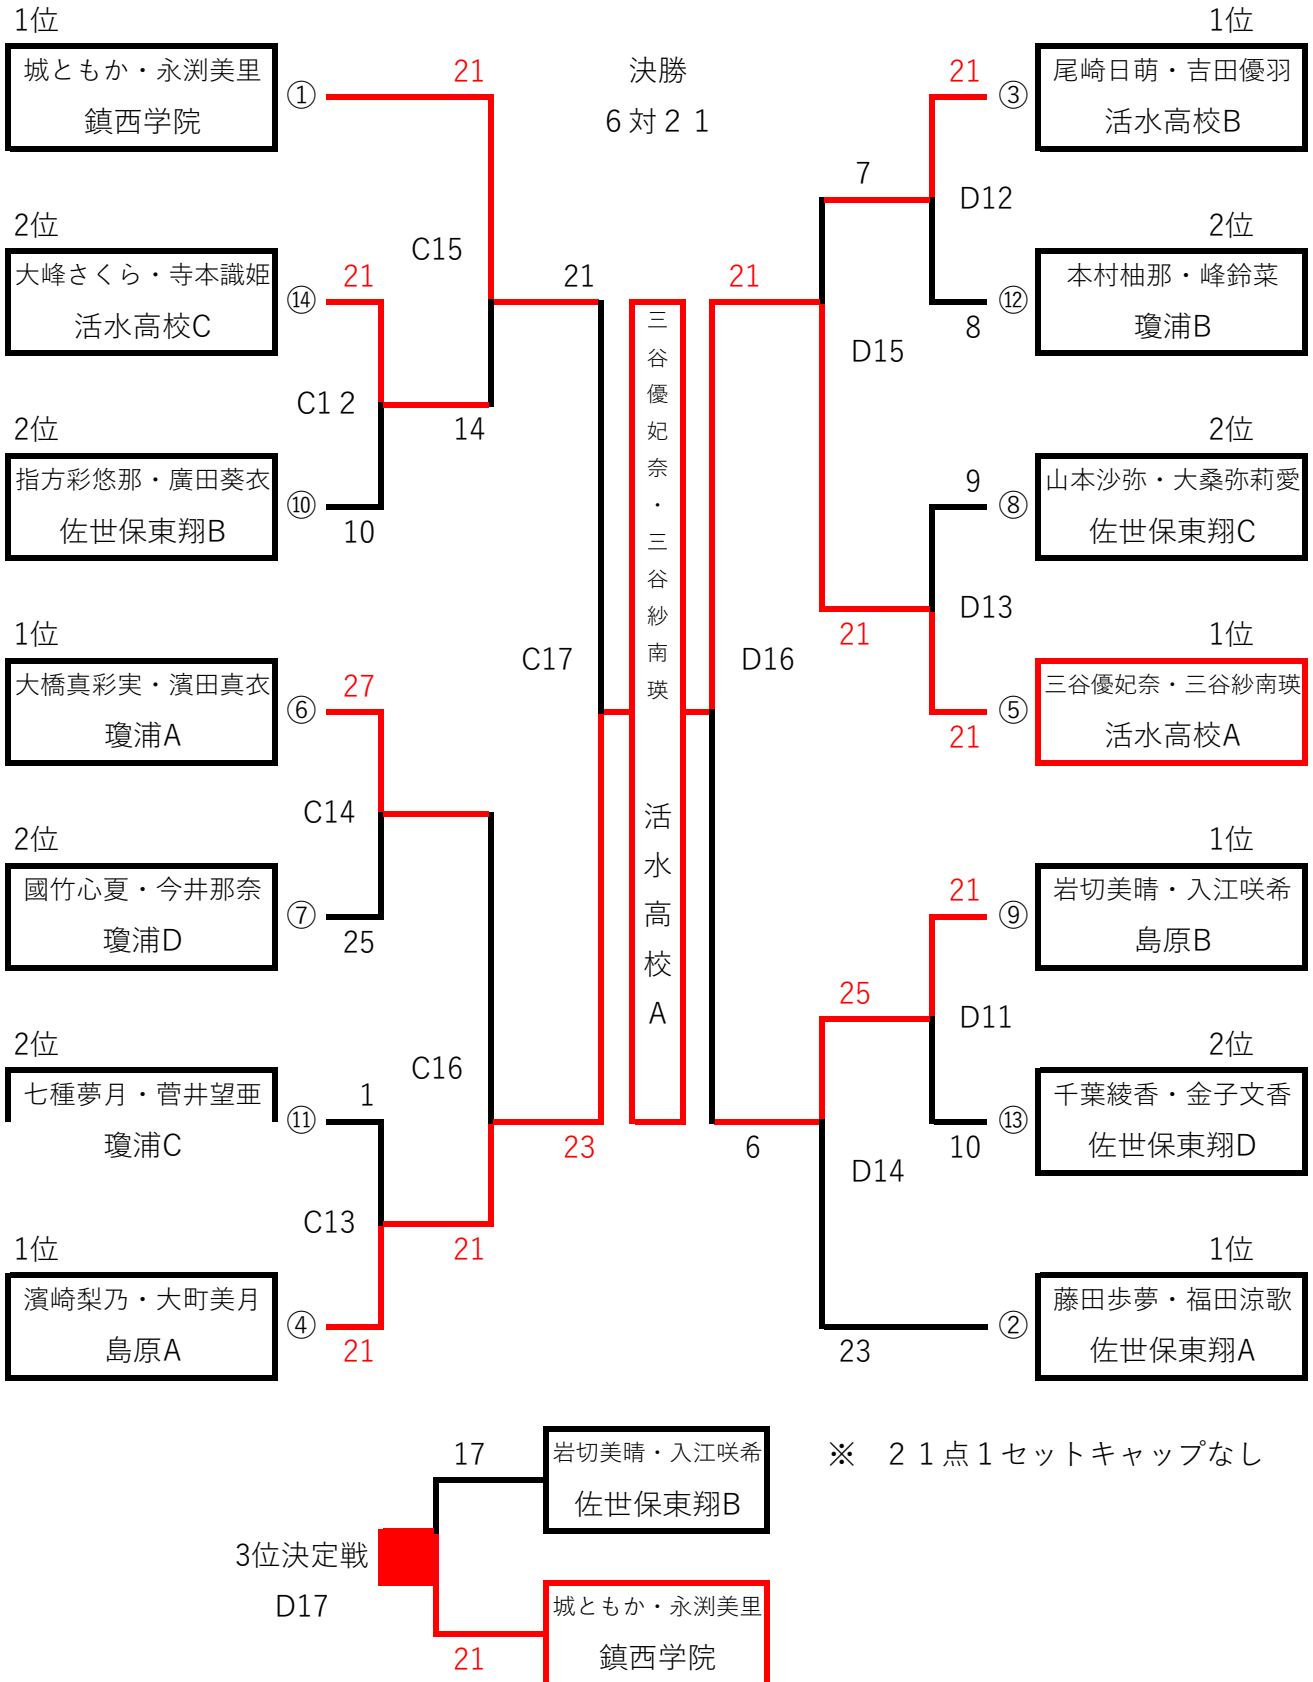 1位
城ともか・永渕美里
鎮西学院
①
21
2位
大峰さくら・寺本識姫
活水高校C
⑭
21
C15
C1２
14
2位
指方彩悠那・廣田葵衣
佐世保東翔B
⑩
10
21
1位
大橋真彩実・濱田真衣
瓊浦A
⑥
27
C14
2位
國竹心夏・今井那奈
瓊浦D
⑦
25
C17
C16
2位
七種夢月・菅井望亜
瓊浦C
⑪
1
C13
23
21
1位
濱崎梨乃・大町美月
島原A
④
21
決勝
６対２１
三谷優妃奈・三谷紗南瑛
活水高校A
1位
尾崎日萌・吉田優羽
活水高校B
③
21
7
D12
2位
本村柚那・峰鈴菜
瓊浦B
⑫
8
21
D15
2位
山本沙弥・大桑弥莉愛
佐世保東翔C
⑧
9
D13
21
D16
1位
三谷優妃奈・三谷紗南瑛
活水高校A
⑤
21
1位
岩切美晴・入江咲希
島原B
⑨
21
25
D11
2位
千葉綾香・金子文香
佐世保東翔D
⑬
10
6
D14
1位
藤田歩夢・福田涼歌
佐世保東翔A
②
23
17
岩切美晴・入江咲希
佐世保東翔B
3位決定戦
D17
21
城ともか・永渕美里
鎮西学院
※　２１点１セットキャップなし